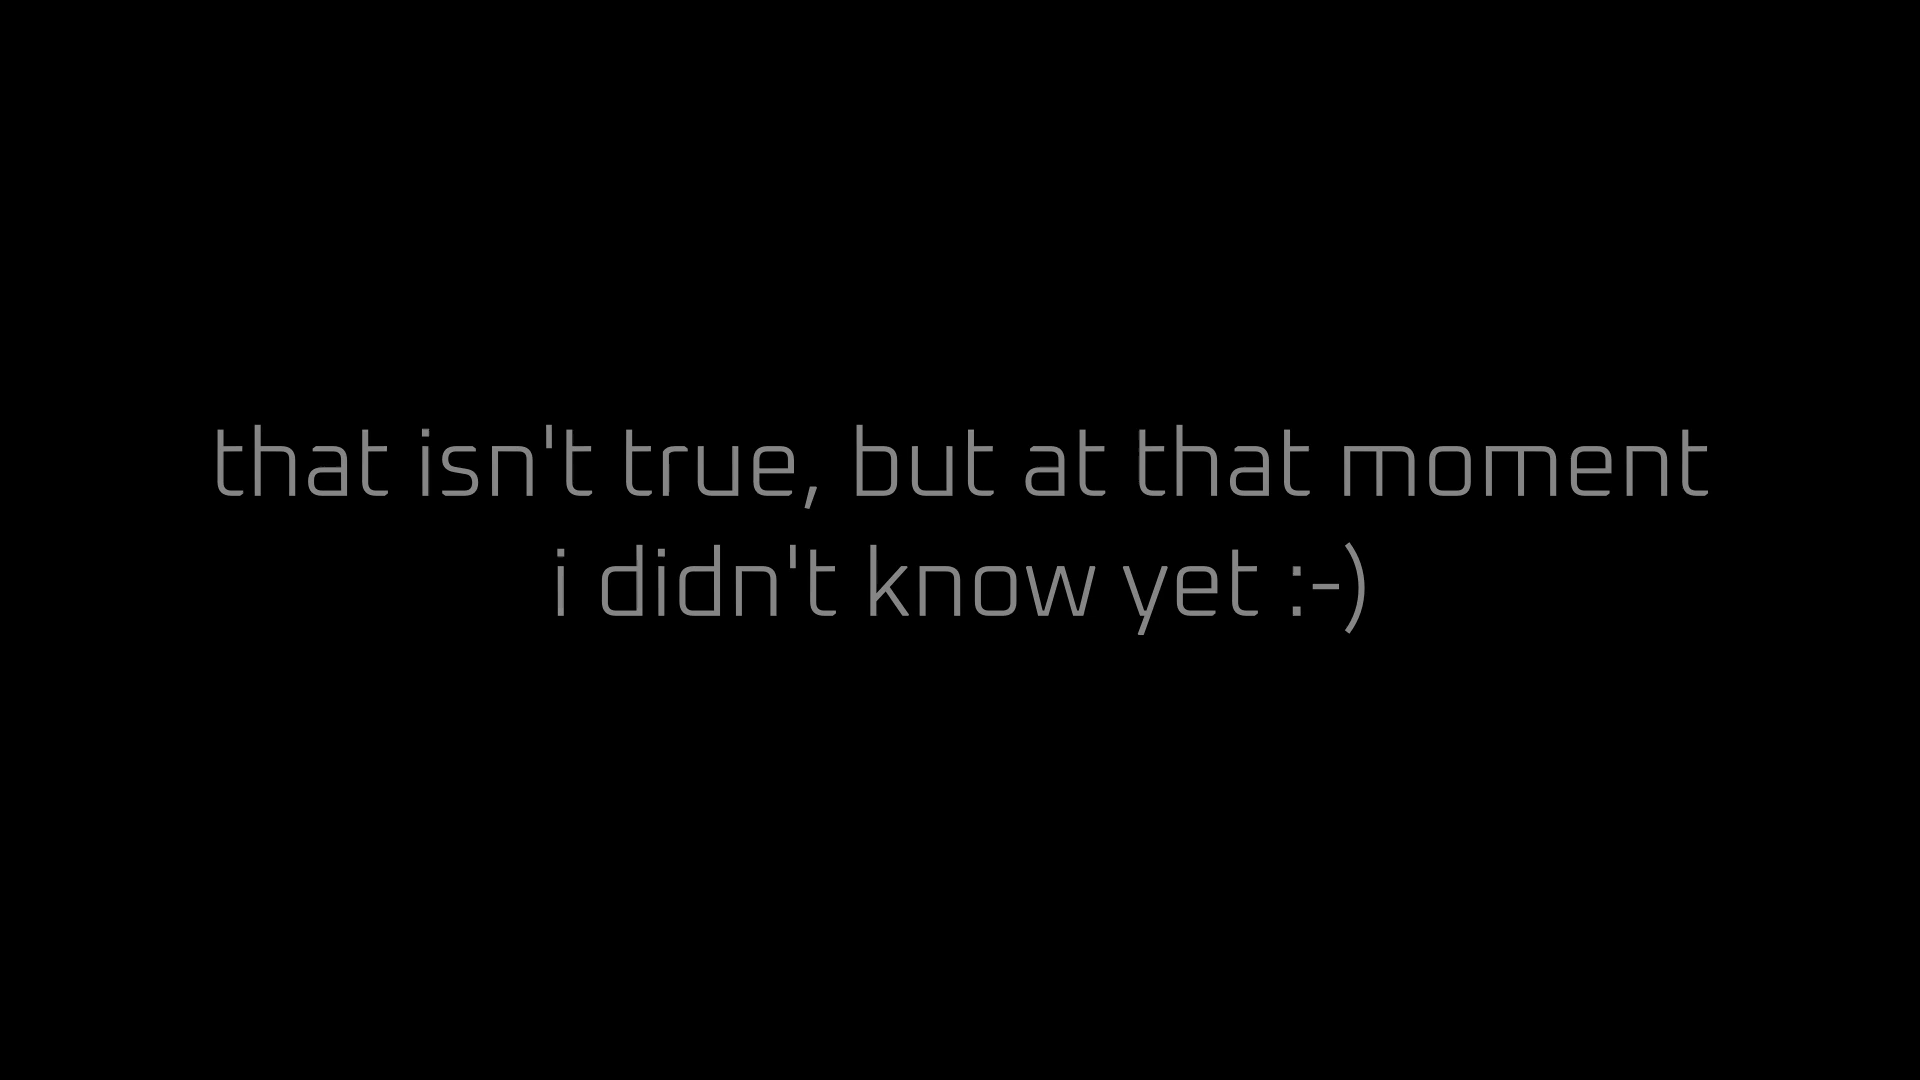 that isn't true, but at that moment
i didn't know yet :-)